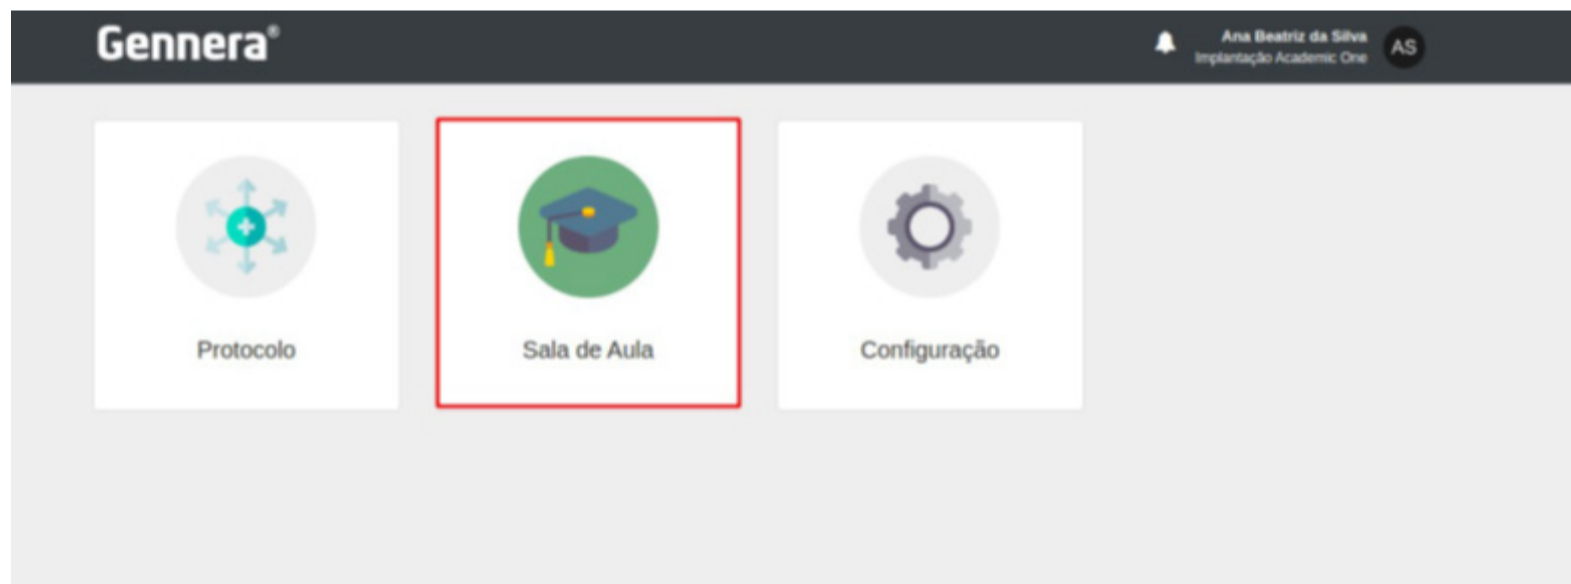 Gennera®
Ana Beatriz da Silva
Implantação Academic One
AS
Protocolo
Sala de Aula
Configuração